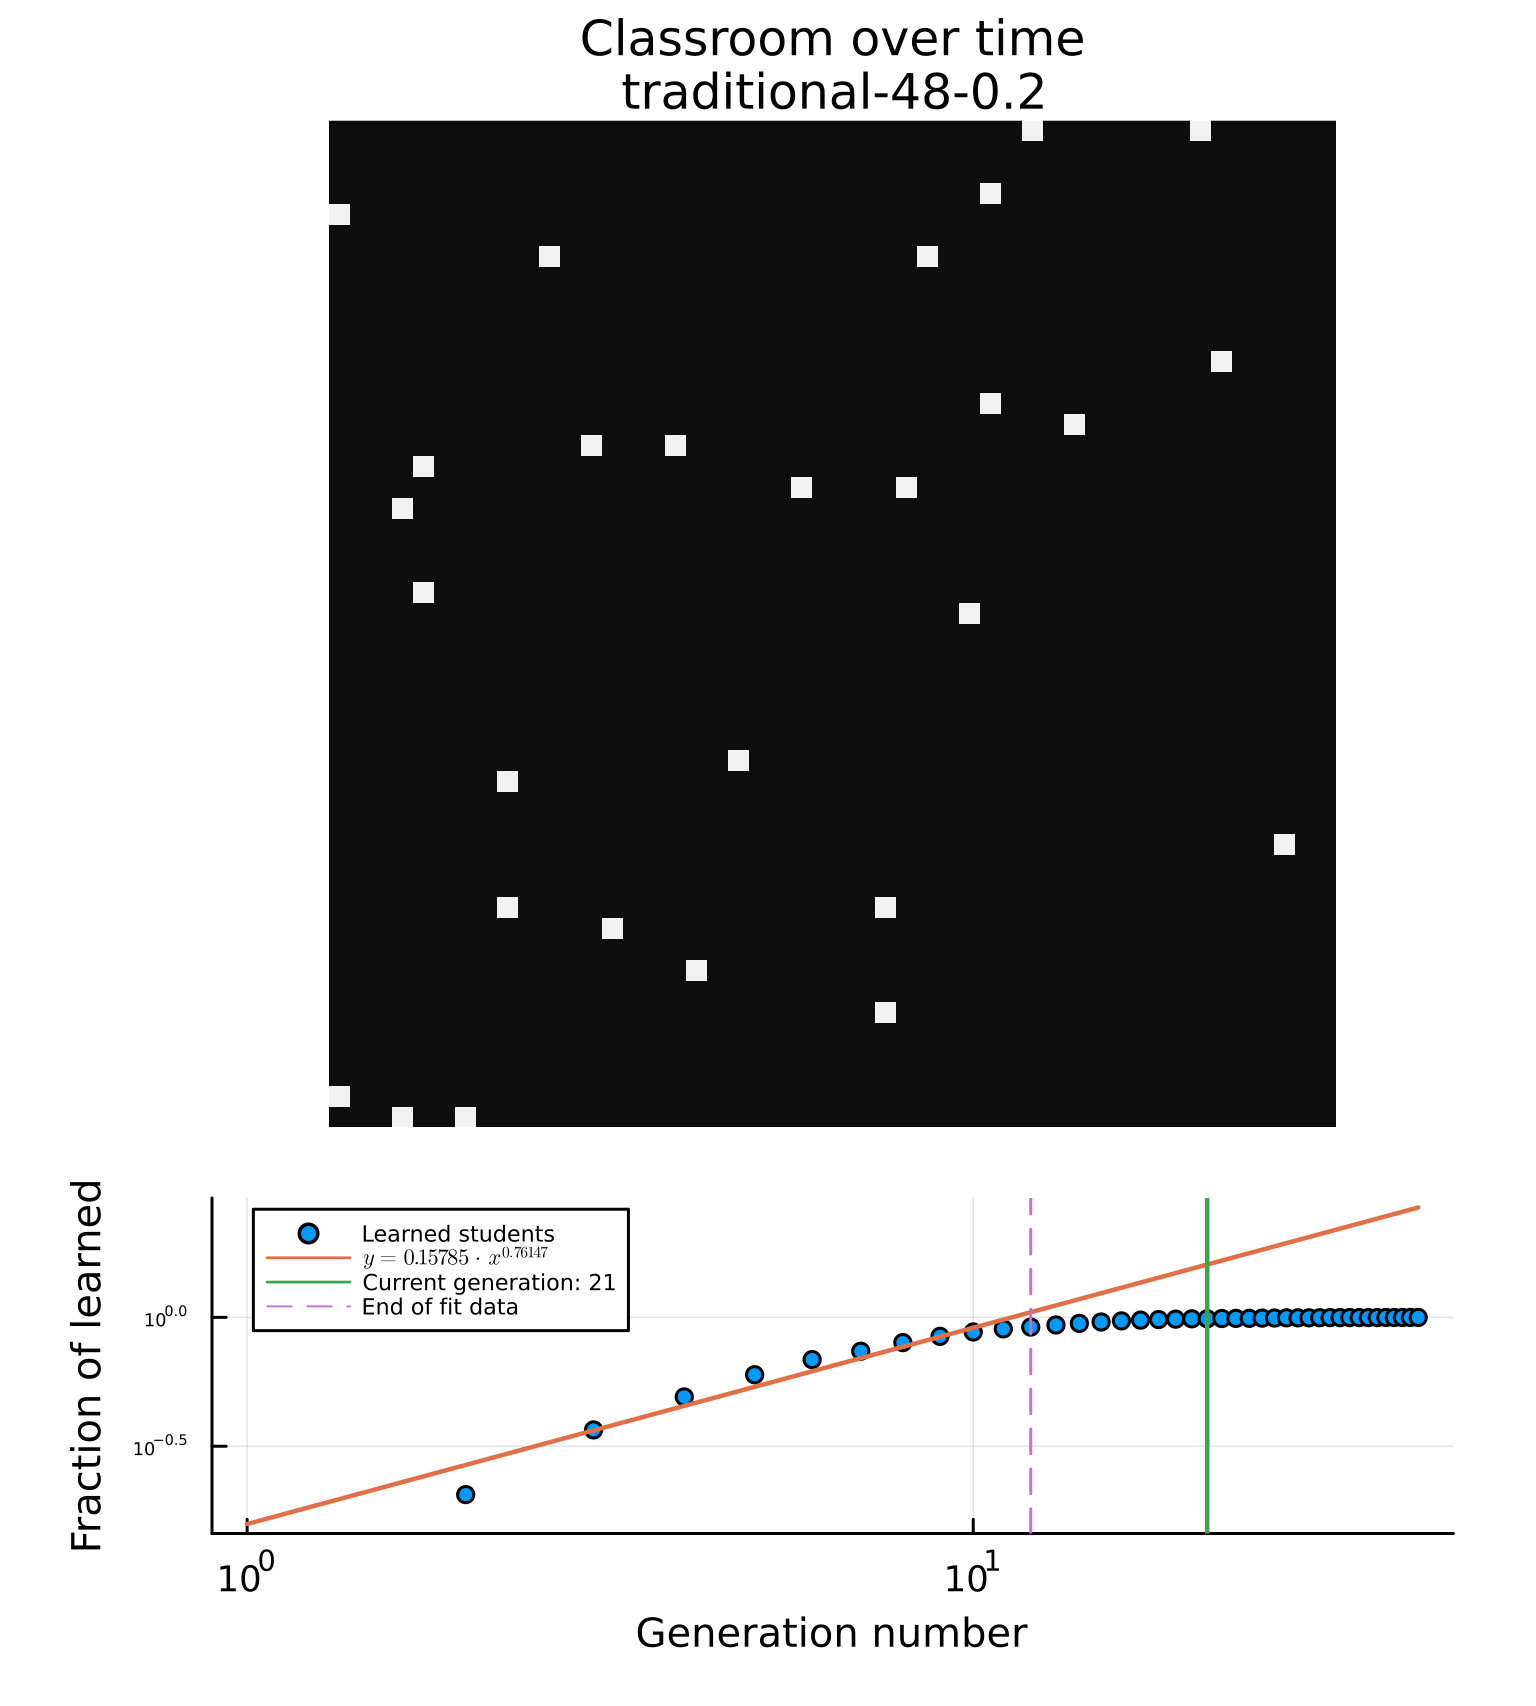 Classroom over time
traditional-48-0.2
Learned students
y = 0.15785 · x^0.76147
Current generation: 21
End of fit data
Fraction of learned
10^0.0
10^−0.5
10^0
10^1
Generation number